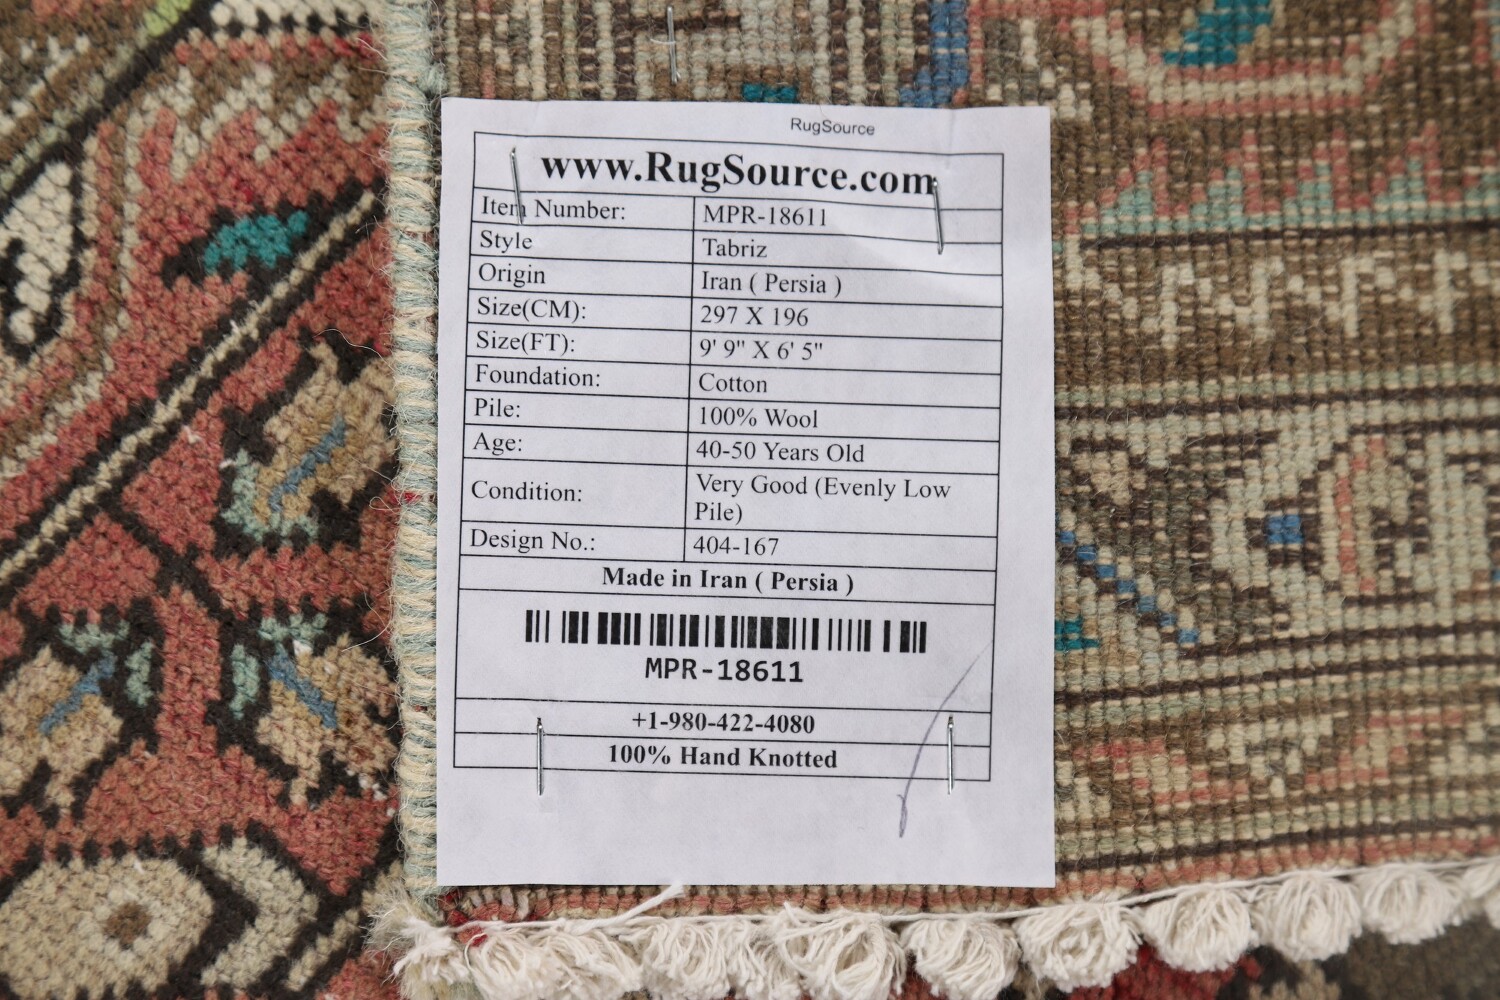 RugSource
www.RugSource.com
Item Number: MPR-18611
Style Tabriz
Origin Iran ( Persia )
Size(CM): 297 X 196
Size(FT): 9' 9" X 6' 5"
Foundation: Cotton
Pile: 100% Wool
Age: 40-50 Years Old
Condition: Very Good (Evenly Low
Pile)
Design No.: 404-167
Made in Iran ( Persia )
MPR-18611
+1-980-422-4080
100% Hand Knotted